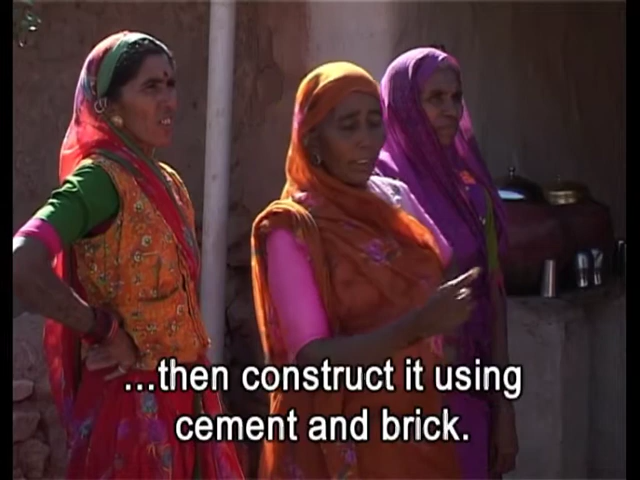 ...then construct it using
cement and brick.